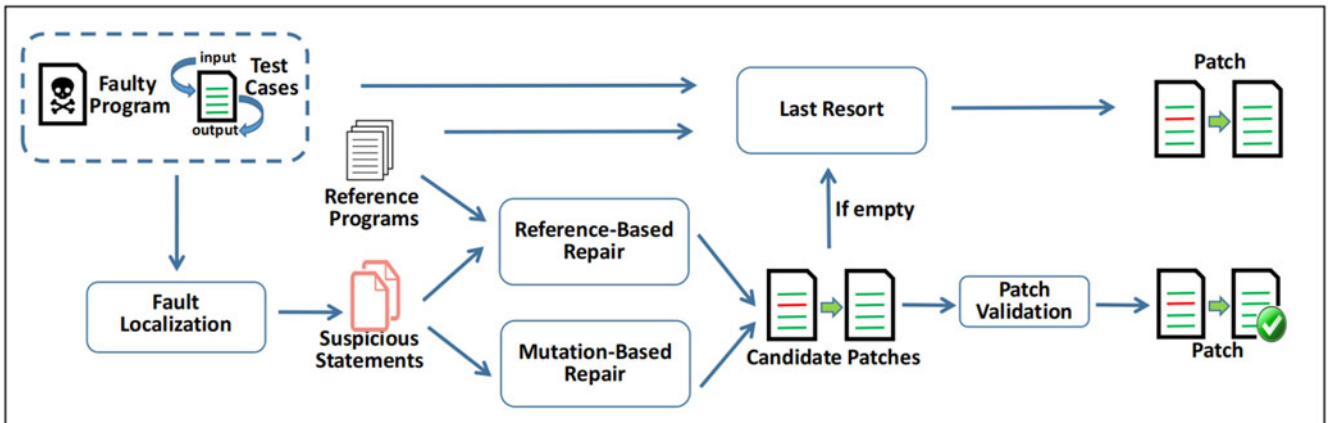 Faulty
Program
input
output
Test
Cases
Reference
Programs
Last Resort
Patch
If empty
Fault
Localization
Suspicious
Statements
Reference-Based
Repair
Mutation-Based
Repair
Candidate Patches
Patch
Validation
Patch